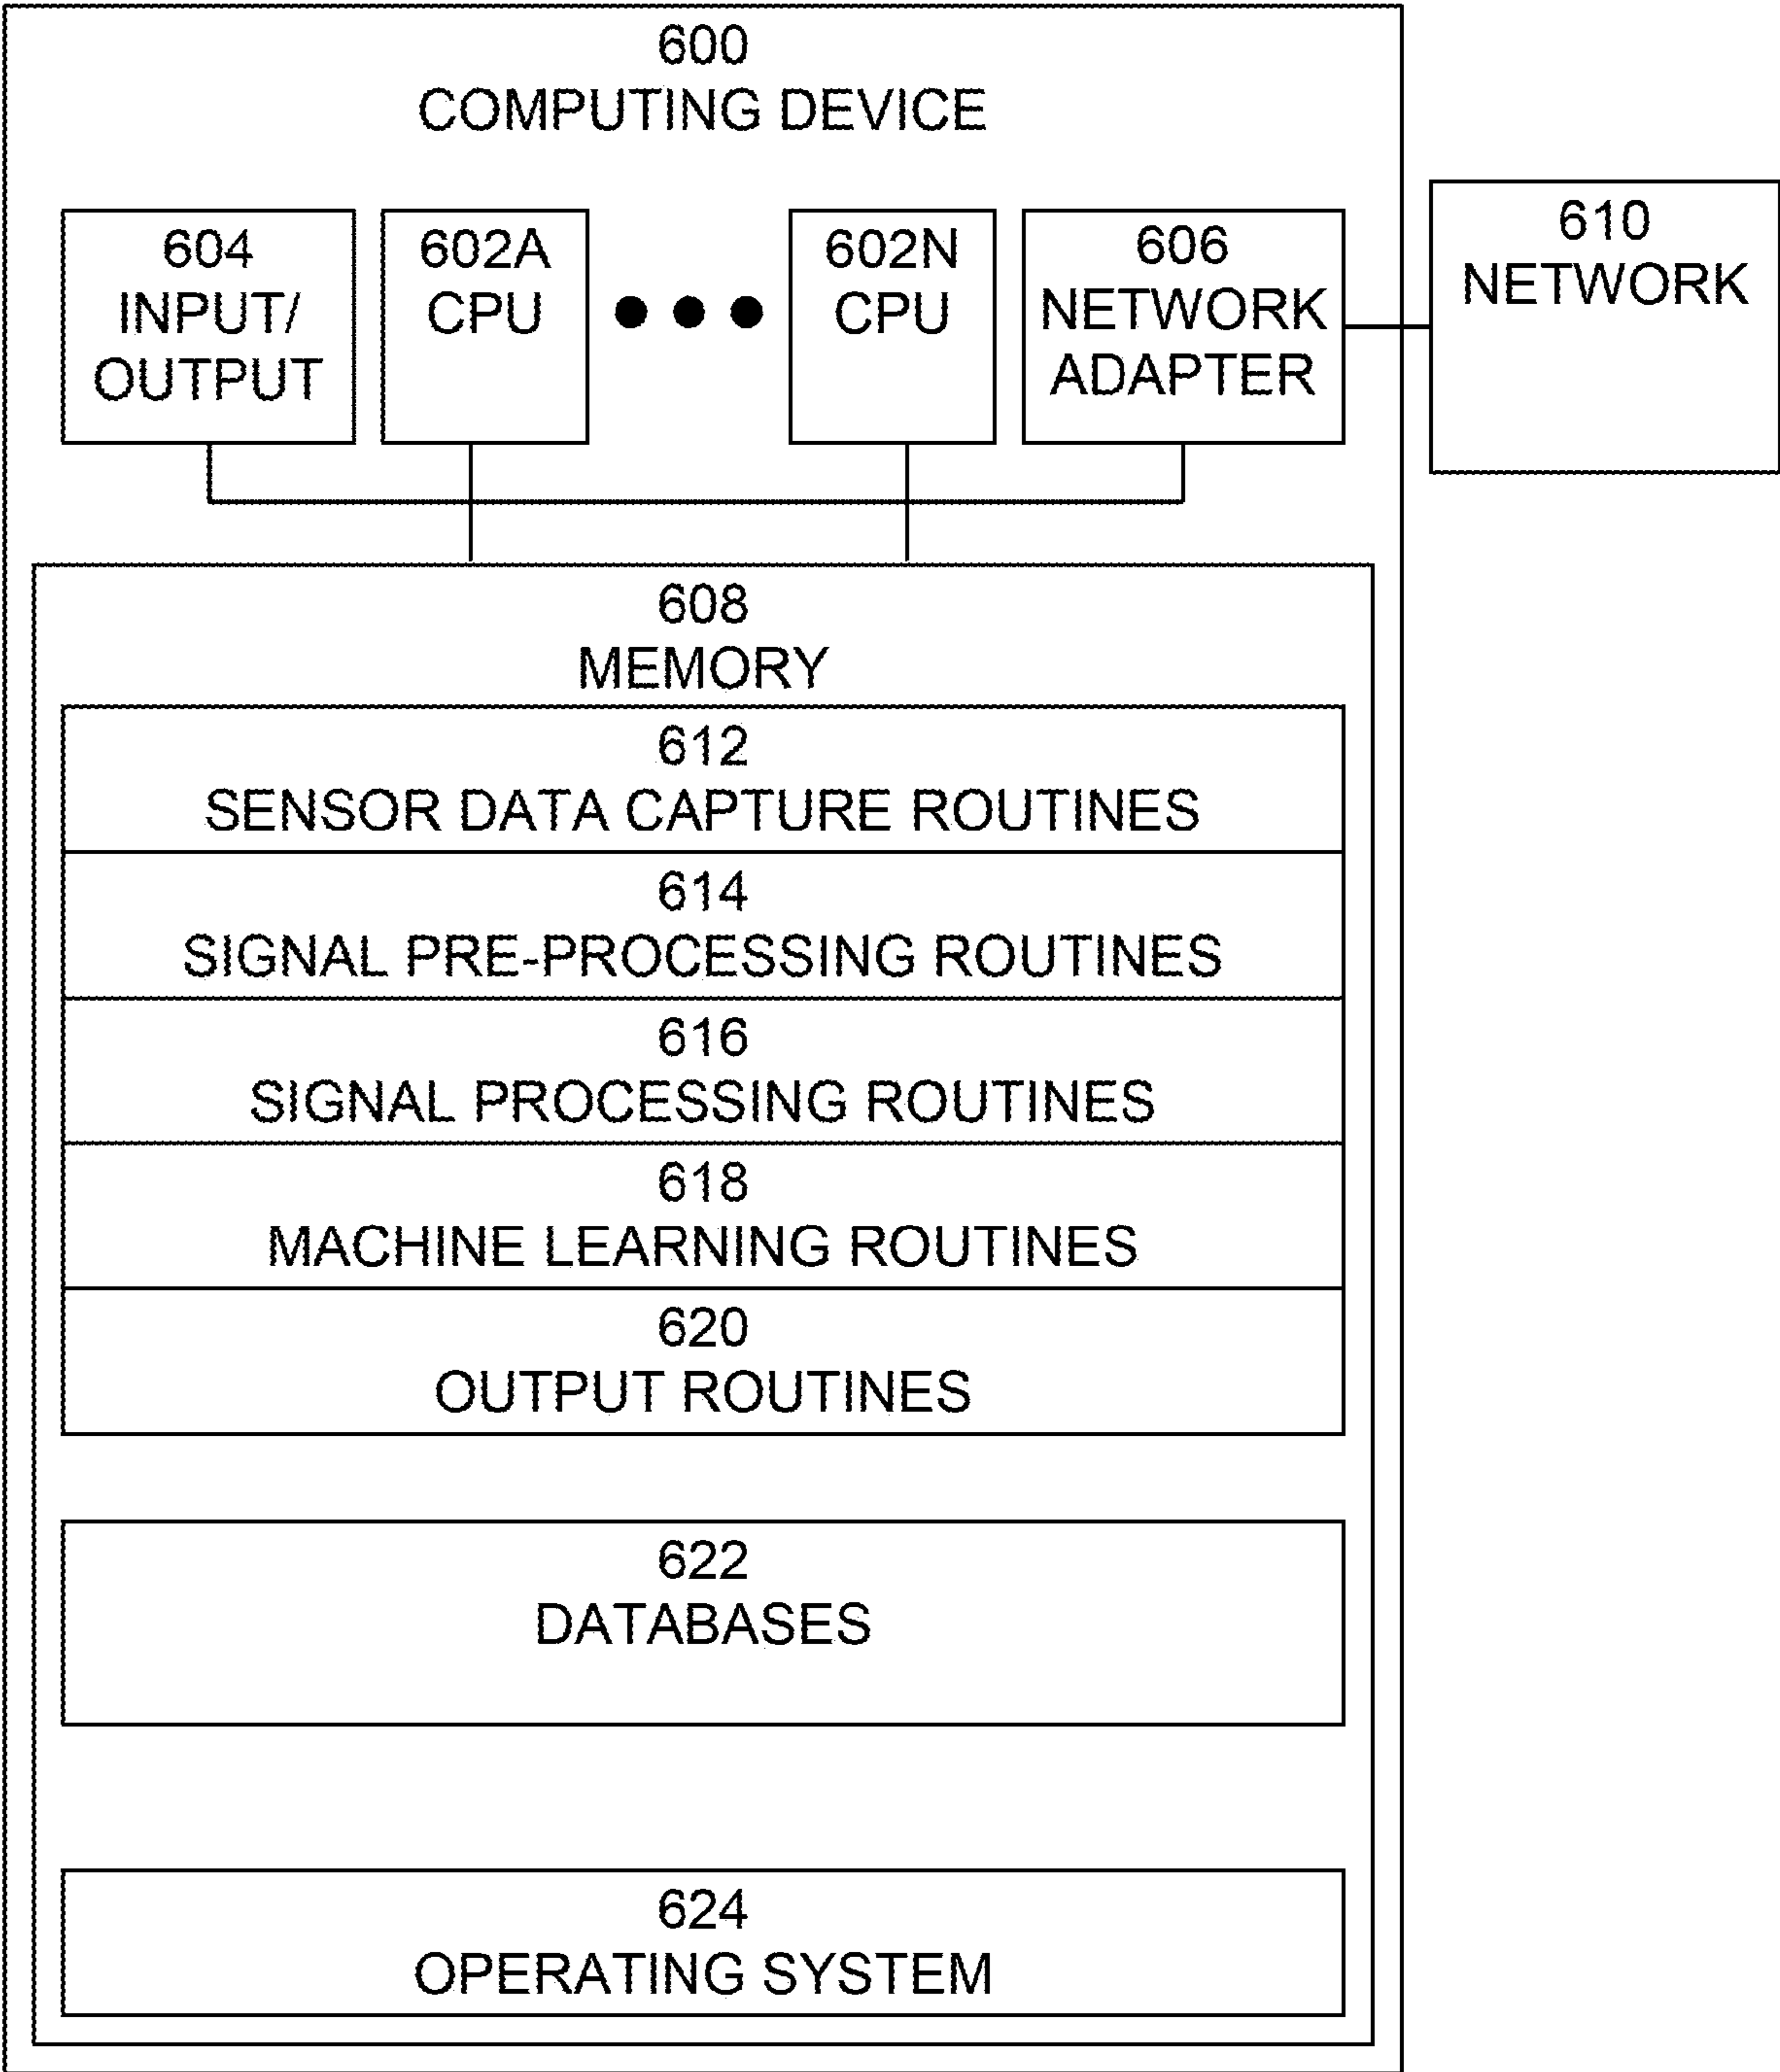 600
COMPUTING DEVICE
604
INPUT/
OUTPUT
602A
CPU
602N
CPU
606
NETWORK
ADAPTER
610
NETWORK
608
MEMORY
612
SENSOR DATA CAPTURE ROUTINES
614
SIGNAL PRE-PROCESSING ROUTINES
616
SIGNAL PROCESSING ROUTINES
618
MACHINE LEARNING ROUTINES
620
OUTPUT ROUTINES
622
DATABASES
624
OPERATING SYSTEM